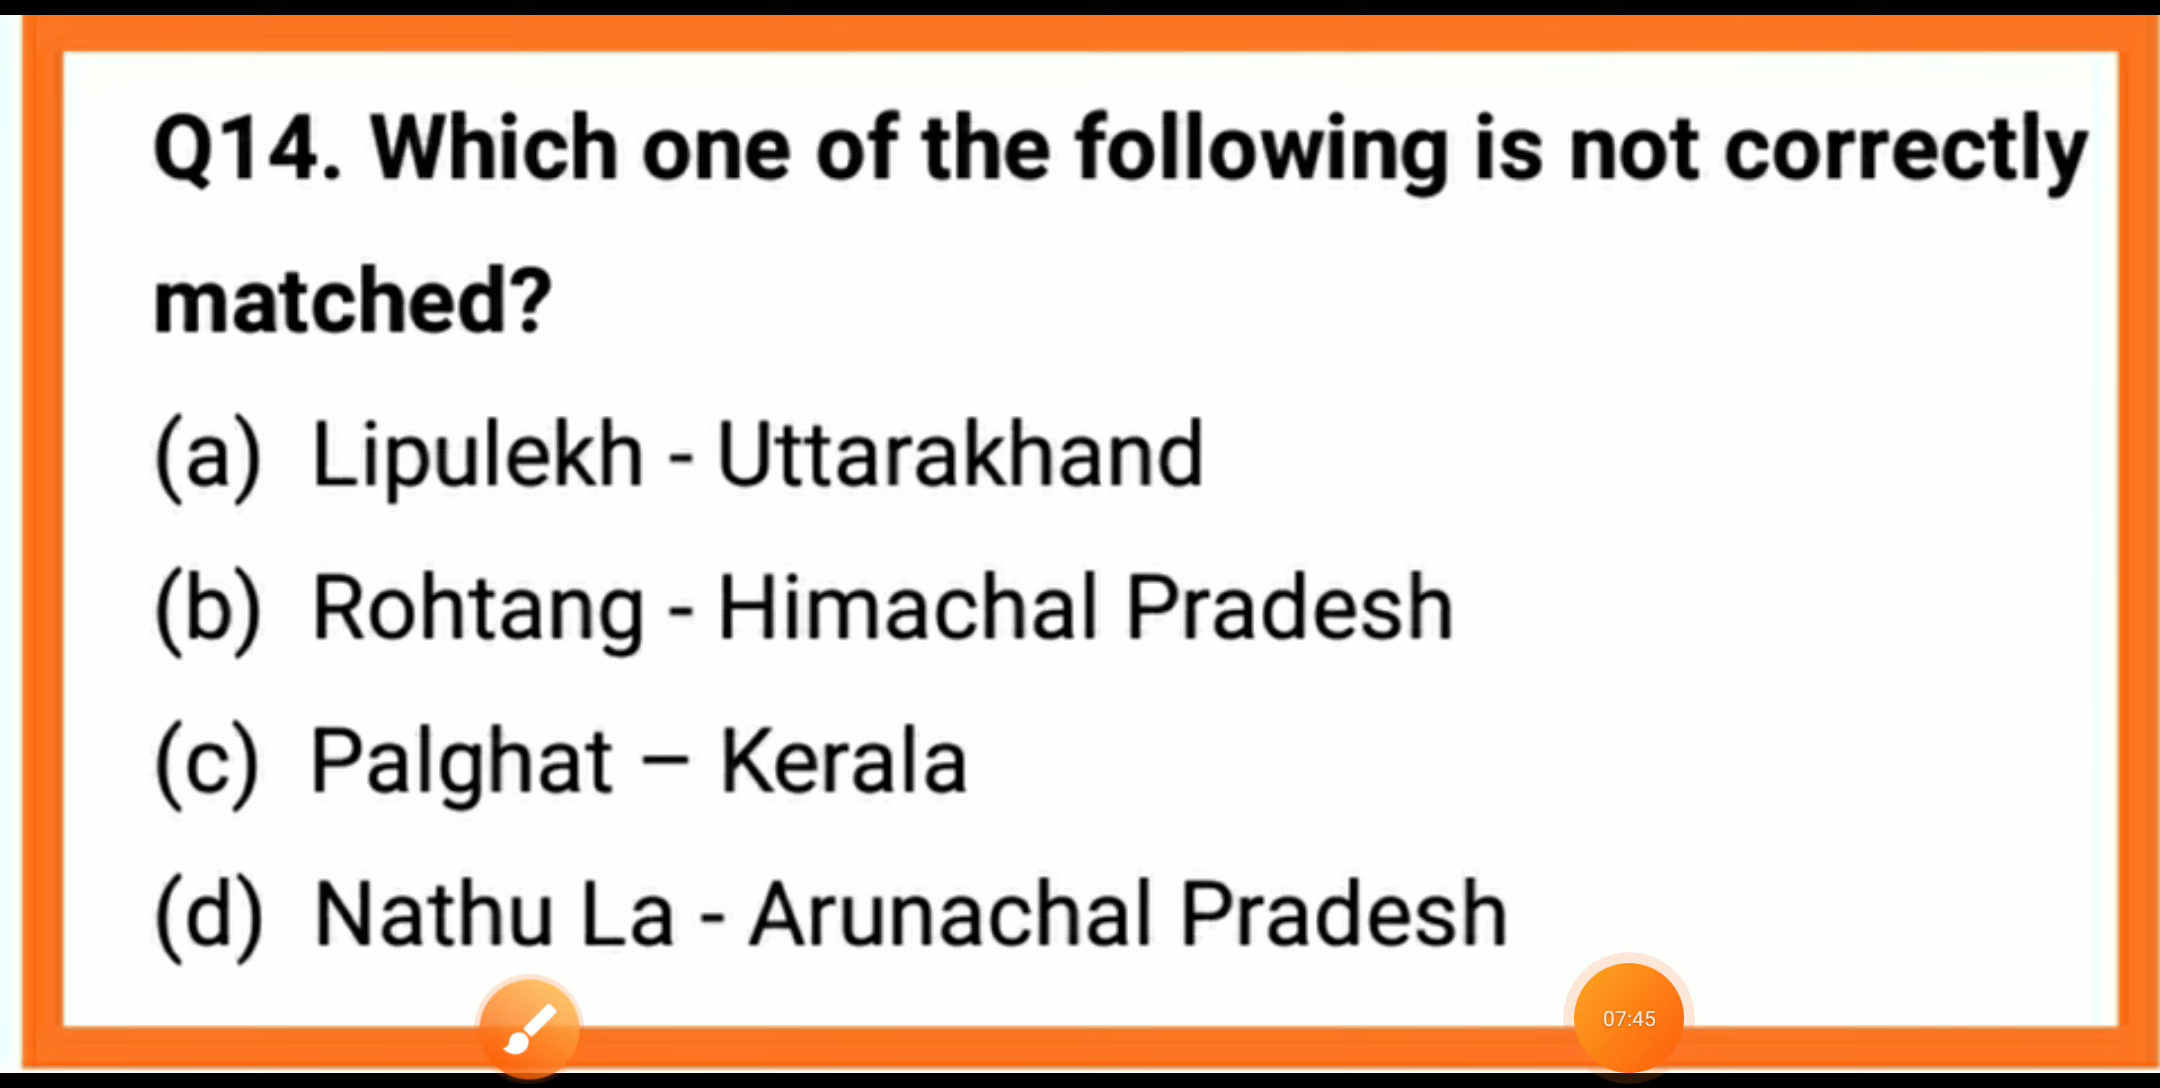 Q14. Which one of the following is not correctly
matched?
(a) Lipulekh - Uttarakhand
(b) Rohtang - Himachal Pradesh
(c) Palghat – Kerala
(d) Nathu La - Arunachal Pradesh
07:45